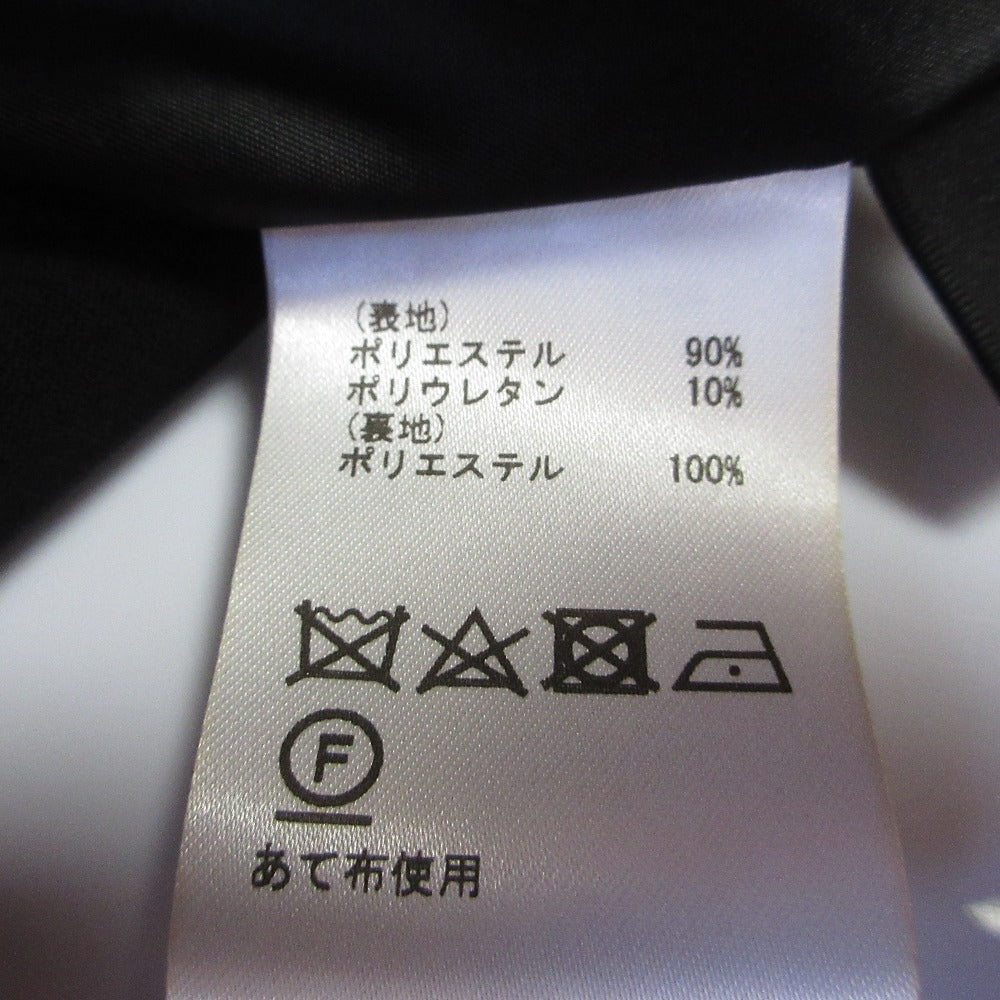 (表地)
ポリエステル 90%
ポリウレタン 10%
(裏地)
ポリエステル 100%
F
あて布使用